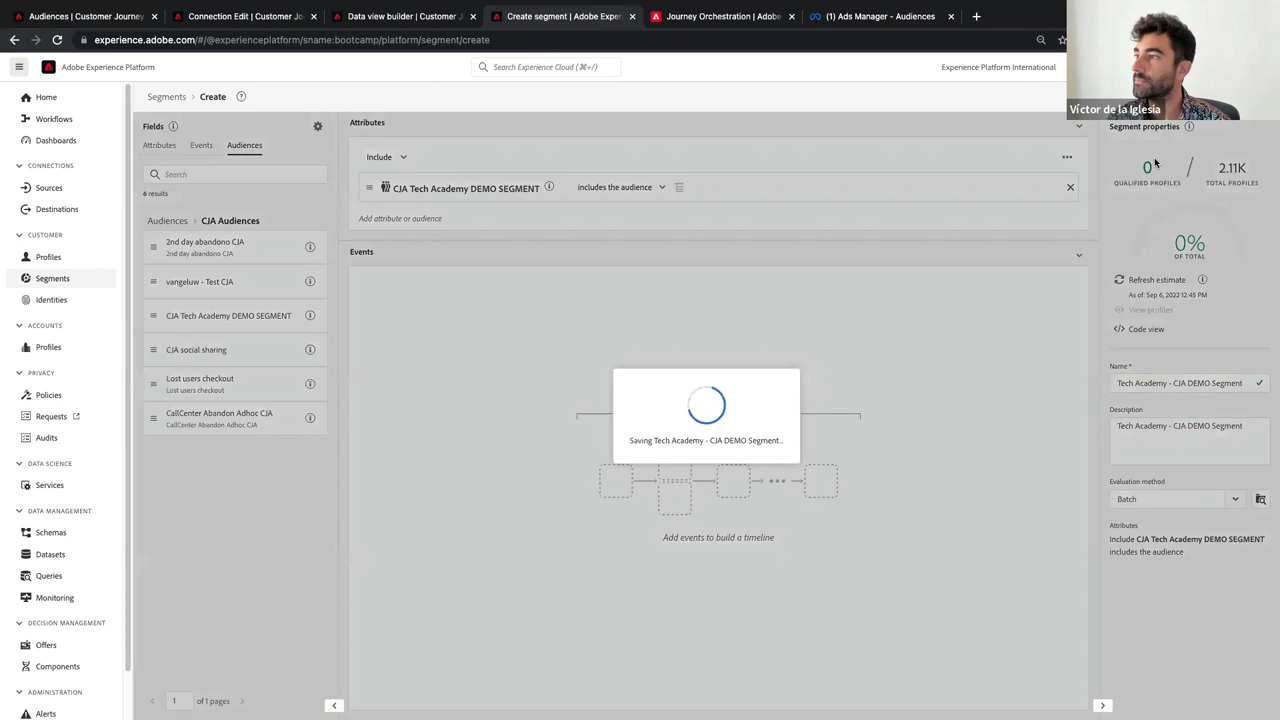 Audiences | Customer Journey
Connection Edit | Customer Jo
Data view builder | Customer J
Create segment | Adobe Exper
Journey Orchestration | Adobe
(1) Ads Manager - Audiences
experience.adobe.com/#/@experienceplatform/sname:bootcamp/platform/segment/create
Adobe Experience Platform
Search Experience Cloud (⌘+/)
Experience Platform International
Víctor de la Iglesia
Home
Workflows
Dashboards
CONNECTIONS
Sources
Destinations
CUSTOMER
Profiles
Segments
Identities
ACCOUNTS
Profiles
PRIVACY
Policies
Requests
Audits
DATA SCIENCE
Services
DATA MANAGEMENT
Schemas
Datasets
Queries
Monitoring
DECISION MANAGEMENT
Offers
Components
ADMINISTRATION
Alerts
Segments > Create
Fields
Attributes Events Audiences
Search
6 results
Audiences > CJA Audiences
2nd day abandono CJA
2nd day abandono CJA
vangeluw - Test CJA
CJA Tech Academy DEMO SEGMENT
CJA social sharing
Lost users checkout
Lost users checkout
CallCenter Abandon Adhoc CJA
CallCenter Abandon Adhoc CJA
1 of 1 pages
Attributes
Include
CJA Tech Academy DEMO SEGMENT includes the audience
Add attribute or audience
Events
Saving Tech Academy - CJA DEMO Segment...
Add events to build a timeline
Segment properties
0 / 2.11K
QUALIFIED PROFILES TOTAL PROFILES
0%
OF TOTAL
Refresh estimate
As of: Sep 6, 2022 12:45 PM
View profiles
Code view
Name *
Tech Academy - CJA DEMO Segment
Description
Tech Academy - CJA DEMO Segment
Evaluation method
Batch
Attributes
Include CJA Tech Academy DEMO SEGMENT
includes the audience